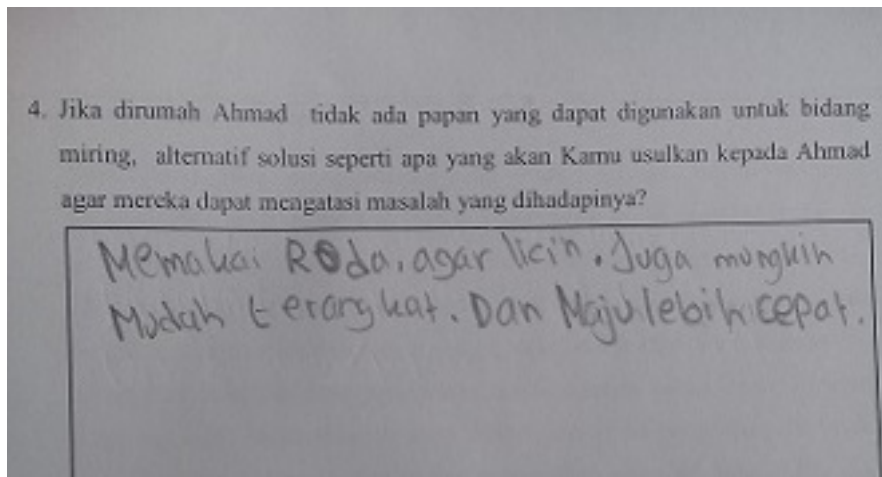 4. Jika dirumah Ahmad tidak ada papan yang dapat digunakan untuk bidang
miring, alternatif solusi seperti apa yang akan Kamu usulkan kepada Ahmad
agar mereka dapat mengatasi masalah yang dihadapinya?
Memakai Roda, agar licin. Juga mungkin
Mudah terangkat. Dan Maju lebih cepat.